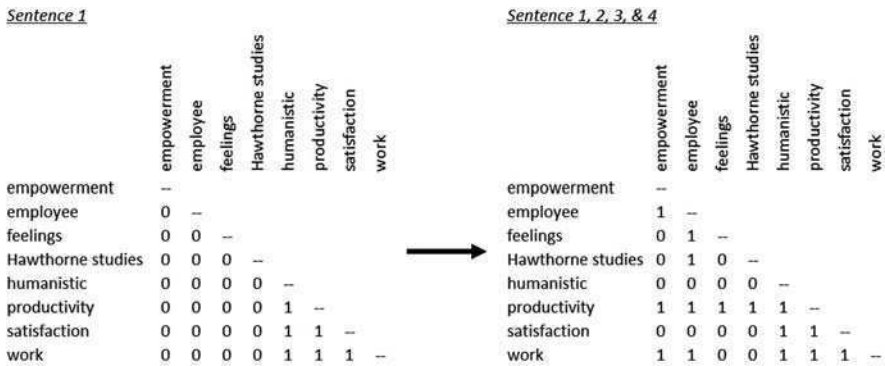 Sentence 1
empowerment employee feelings Hawthorne studies humanistic productivity satisfaction work
empowerment --
employee 0 --
feelings 0 0 --
Hawthorne studies 0 0 0 --
humanistic 0 0 0 0 --
productivity 0 0 0 0 1 --
satisfaction 0 0 0 0 1 1 --
work 0 0 0 0 1 1 1 --
Sentence 1, 2, 3, & 4
empowerment employee feelings Hawthorne studies humanistic productivity satisfaction work
empowerment --
employee 1 --
feelings 0 1 --
Hawthorne studies 0 1 0 --
humanistic 0 0 0 0 --
productivity 1 1 1 1 1 --
satisfaction 0 0 0 0 1 1 --
work 1 1 0 0 1 1 1 --